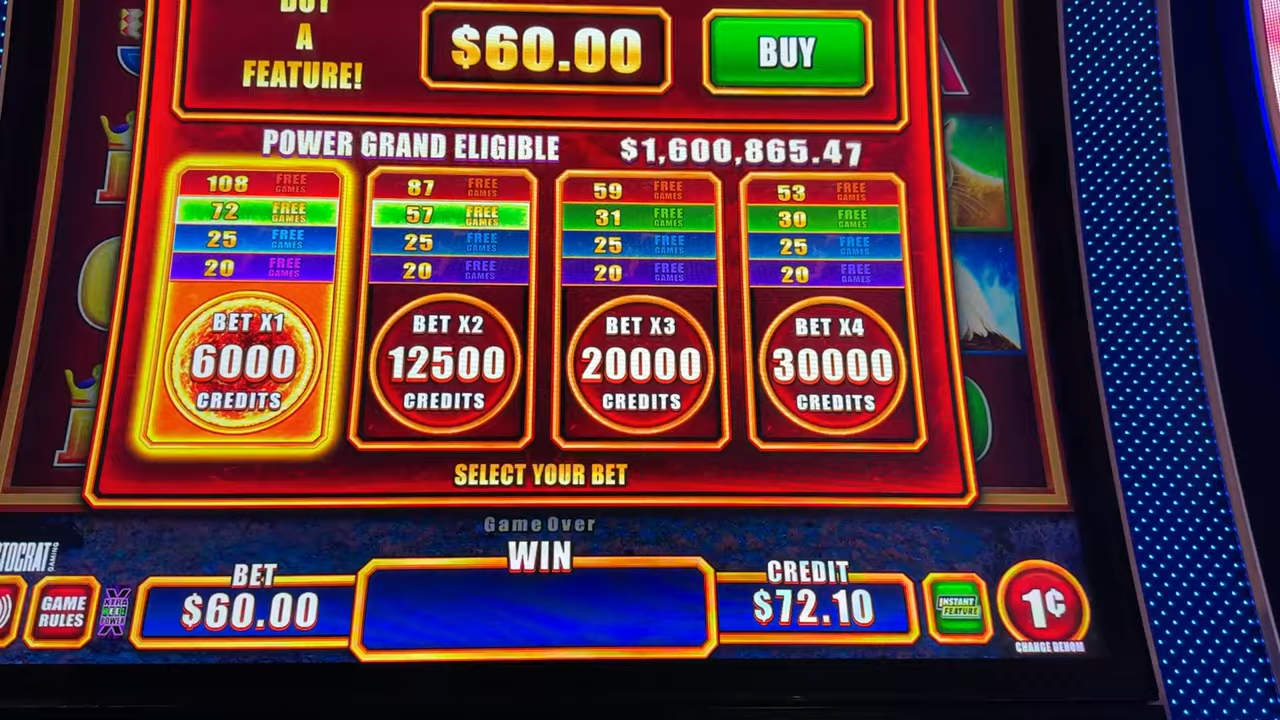 BUY
A
FEATURE!
$60.00
BUY
POWER GRAND ELIGIBLE $1,600,865.47
108 FREE GAMES
72 FREE GAMES
25 FREE GAMES
20 FREE GAMES
BET X1
6000
CREDITS
87 FREE GAMES
57 FREE GAMES
25 FREE GAMES
20 FREE GAMES
BET X2
12500
CREDITS
59 FREE GAMES
31 FREE GAMES
25 FREE GAMES
20 FREE GAMES
BET X3
20000
CREDITS
53 FREE GAMES
30 FREE GAMES
25 FREE GAMES
20 FREE GAMES
BET X4
30000
CREDITS
SELECT YOUR BET
Game Over
TOCRAT
GAMING
GAME
RULES
XTRA
REEL
POWER
BET
$60.00
WIN
CREDIT
$72.10
INSTANT
FEATURE
1¢
CHANGE DENOM